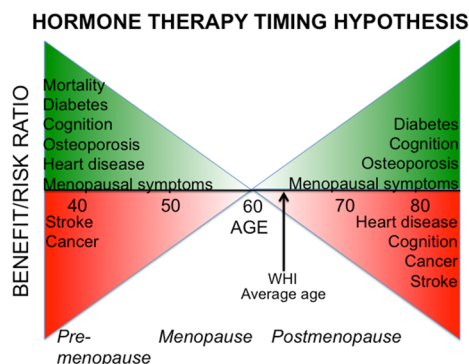 HORMONE THERAPY TIMING HYPOTHESIS
BENEFIT/RISK RATIO
Mortality
Diabetes
Cognition
Osteoporosis
Heart disease
Menopausal symptoms
Diabetes
Cognition
Osteoporosis
Menopausal symptoms
40 50 60 70 80
AGE
Stroke
Cancer
Heart disease
Cognition
Cancer
Stroke
WHI
Average age
Pre-
menopause
Menopause
Postmenopause